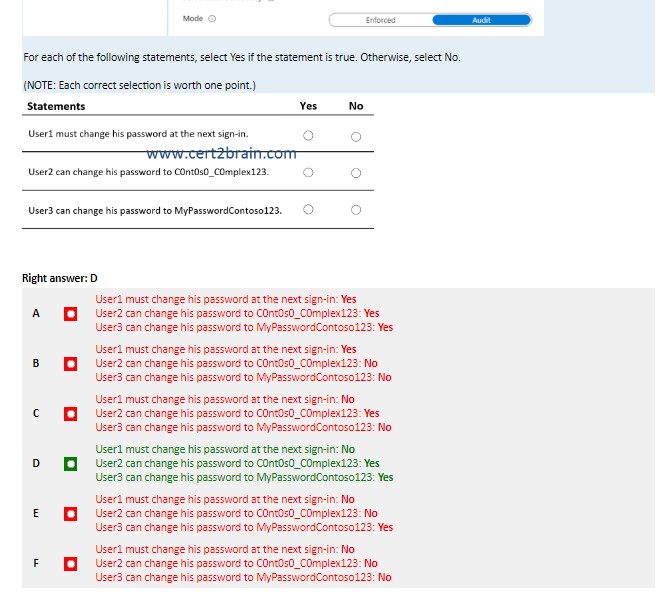 Mode
Enforced Audit
For each of the following statements, select Yes if the statement is true. Otherwise, select No.
(NOTE: Each correct selection is worth one point.)
Statements Yes No
User1 must change his password at the next sign-in.
www.cert2brain.com
User2 can change his password to C0nt0s0_C0mplex123.
User3 can change his password to MyPasswordContoso123.
Right answer: D
User1 must change his password at the next sign-in: Yes
A User2 can change his password to C0nt0s0_C0mplex123: Yes
User3 can change his password to MyPasswordContoso123: Yes
User1 must change his password at the next sign-in: Yes
B User2 can change his password to C0nt0s0_C0mplex123: No
User3 can change his password to MyPasswordContoso123: No
User1 must change his password at the next sign-in: No
C User2 can change his password to C0nt0s0_C0mplex123: Yes
User3 can change his password to MyPasswordContoso123: No
User1 must change his password at the next sign-in: No
D User2 can change his password to C0nt0s0_C0mplex123: Yes
User3 can change his password to MyPasswordContoso123: Yes
User1 must change his password at the next sign-in: No
E User2 can change his password to C0nt0s0_C0mplex123: No
User3 can change his password to MyPasswordContoso123: Yes
User1 must change his password at the next sign-in: No
F User2 can change his password to C0nt0s0_C0mplex123: No
User3 can change his password to MyPasswordContoso123: No